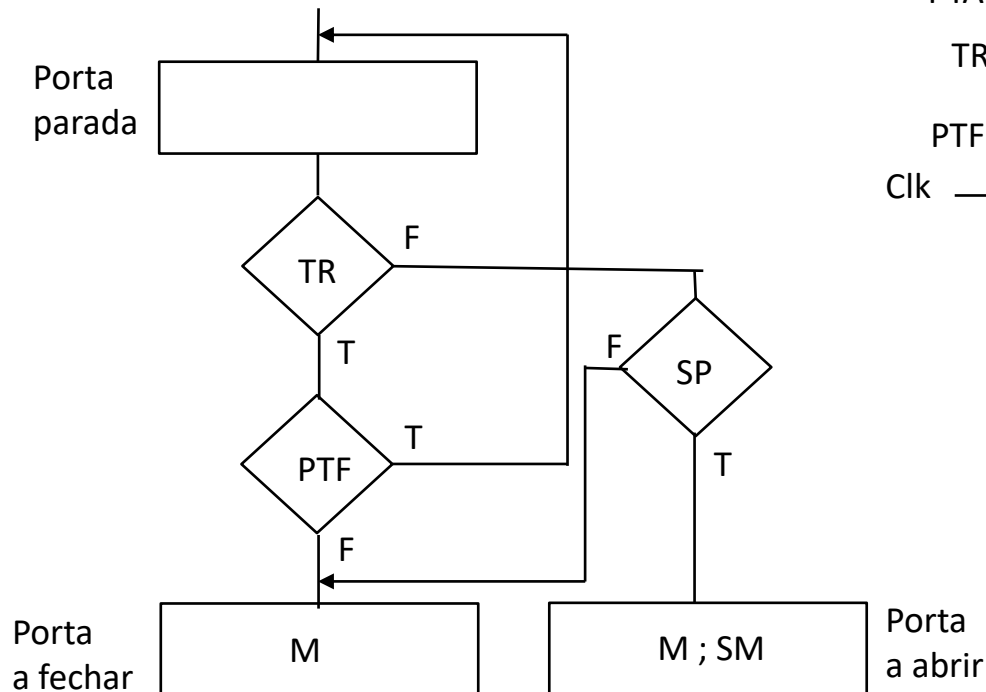 Porta
parada
TR
PTF
Clk
F
TR
T
F
SP
PTF
T
T
F
Porta
a fechar
M
M ; SM
Porta
a abrir